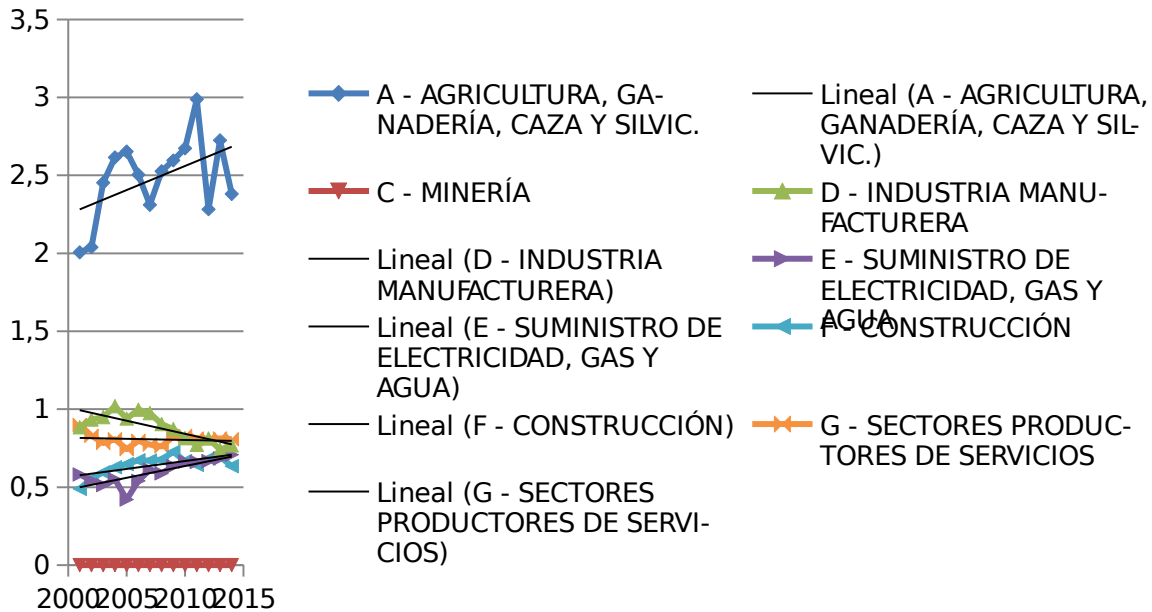 3,5
3
2,5
2
1,5
1
0,5
0
2000 2005 2010 2015
A - AGRICULTURA, GA-
NADERÍA, CAZA Y SILVIC.
Lineal (A - AGRICULTURA,
GANADERÍA, CAZA Y SIL-
VIC.)
C - MINERÍA
D - INDUSTRIA MANU-
FACTURERA
Lineal (D - INDUSTRIA
MANUFACTURERA)
E - SUMINISTRO DE
ELECTRICIDAD, GAS Y
AGUA
Lineal (E - SUMINISTRO DE
ELECTRICIDAD, GAS Y
AGUA)
F - CONSTRUCCIÓN
Lineal (F - CONSTRUCCIÓN)
G - SECTORES PRODUC-
TORES DE SERVICIOS
Lineal (G - SECTORES
PRODUCTORES DE SERVI-
CIOS)